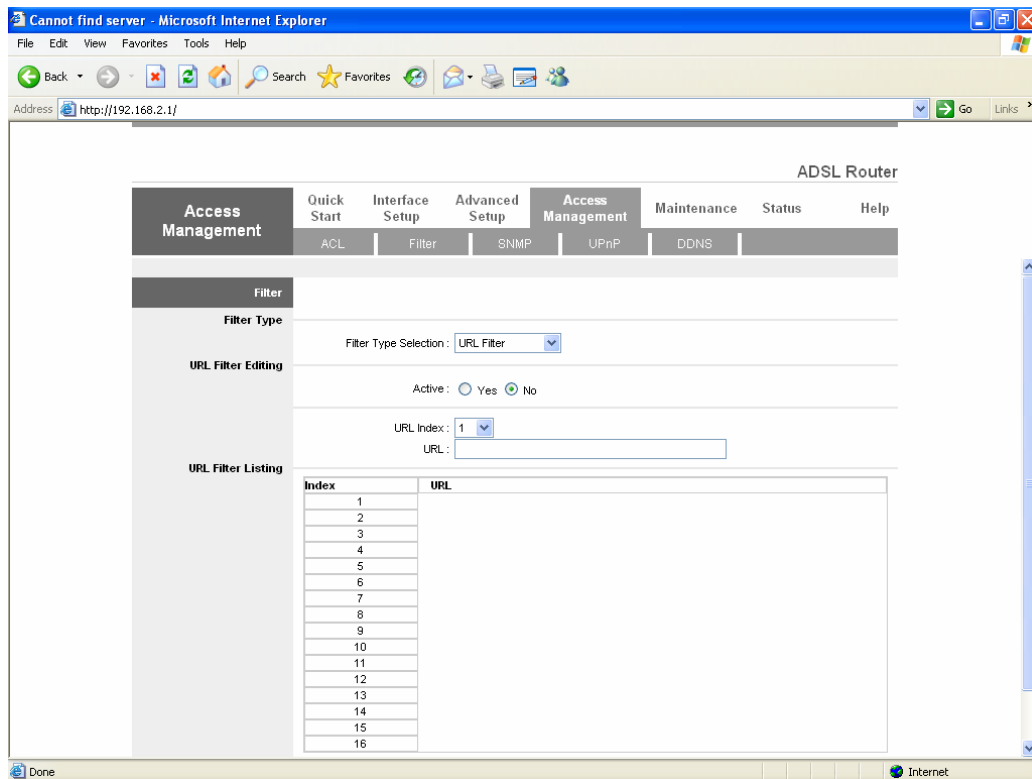 Cannot find server - Microsoft Internet Explorer
File Edit View Favorites Tools Help
Back Search Favorites
Address http://192.168.2.1/ Go Links
ADSL Router
Access Management
Quick Start Interface Setup Advanced Setup Access Management Maintenance Status Help
ACL Filter SNMP UPnP DDNS
Filter
Filter Type
Filter Type Selection : URL Filter
URL Filter Editing
Active : Yes No
URL Index : 1
URL :
URL Filter Listing
Index URL
1
2
3
4
5
6
7
8
9
10
11
12
13
14
15
16
Done Internet